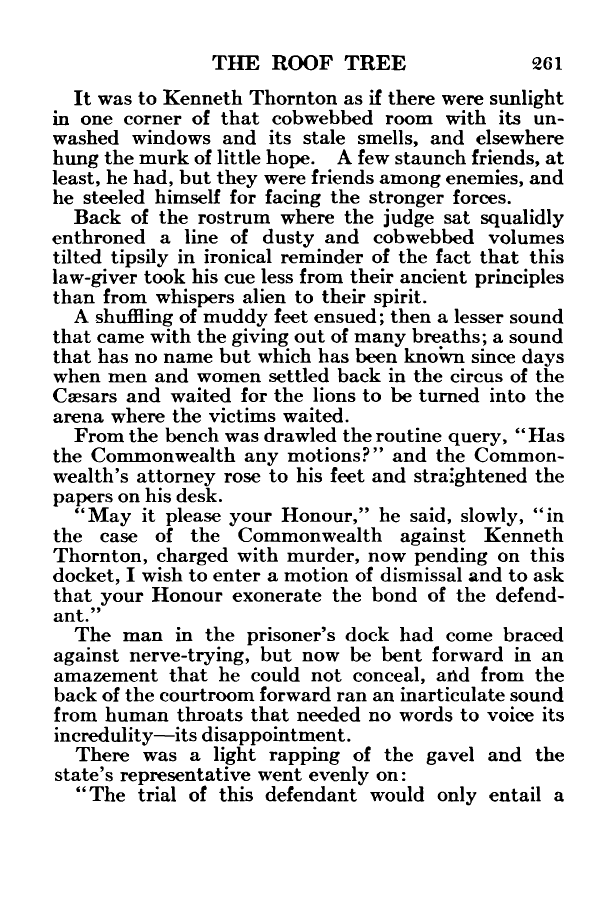 THE ROOF TREE 261
It was to Kenneth Thornton as if there were sunlight
in one corner of that cobwebbed room with its un-
washed windows and its stale smells, and elsewhere
hung the murk of little hope. A few staunch friends, at
least, he had, but they were friends among enemies, and
he steeled himself for facing the stronger forces.
Back of the rostrum where the judge sat squalidly
enthroned a line of dusty and cobwebbed volumes
tilted tipsily in ironical reminder of the fact that this
law-giver took his cue less from their ancient principles
than from whispers alien to their spirit.
A shuffling of muddy feet ensued; then a lesser sound
that came with the giving out of many breaths; a sound
that has no name but which has been known since days
when men and women settled back in the circus of the
Cæsars and waited for the lions to be turned into the
arena where the victims waited.
From the bench was drawled the routine query, "Has
the Commonwealth any motions?" and the Common-
wealth's attorney rose to his feet and straightened the
papers on his desk.
"May it please your Honour," he said, slowly, "in
the case of the Commonwealth against Kenneth
Thornton, charged with murder, now pending on this
docket, I wish to enter a motion of dismissal and to ask
that your Honour exonerate the bond of the defend-
ant."
The man in the prisoner's dock had come braced
against nerve-trying, but now be bent forward in an
amazement that he could not conceal, and from the
back of the courtroom forward ran an inarticulate sound
from human throats that needed no words to voice its
incredulity—its disappointment.
There was a light rapping of the gavel and the
state's representative went evenly on:
"The trial of this defendant would only entail a